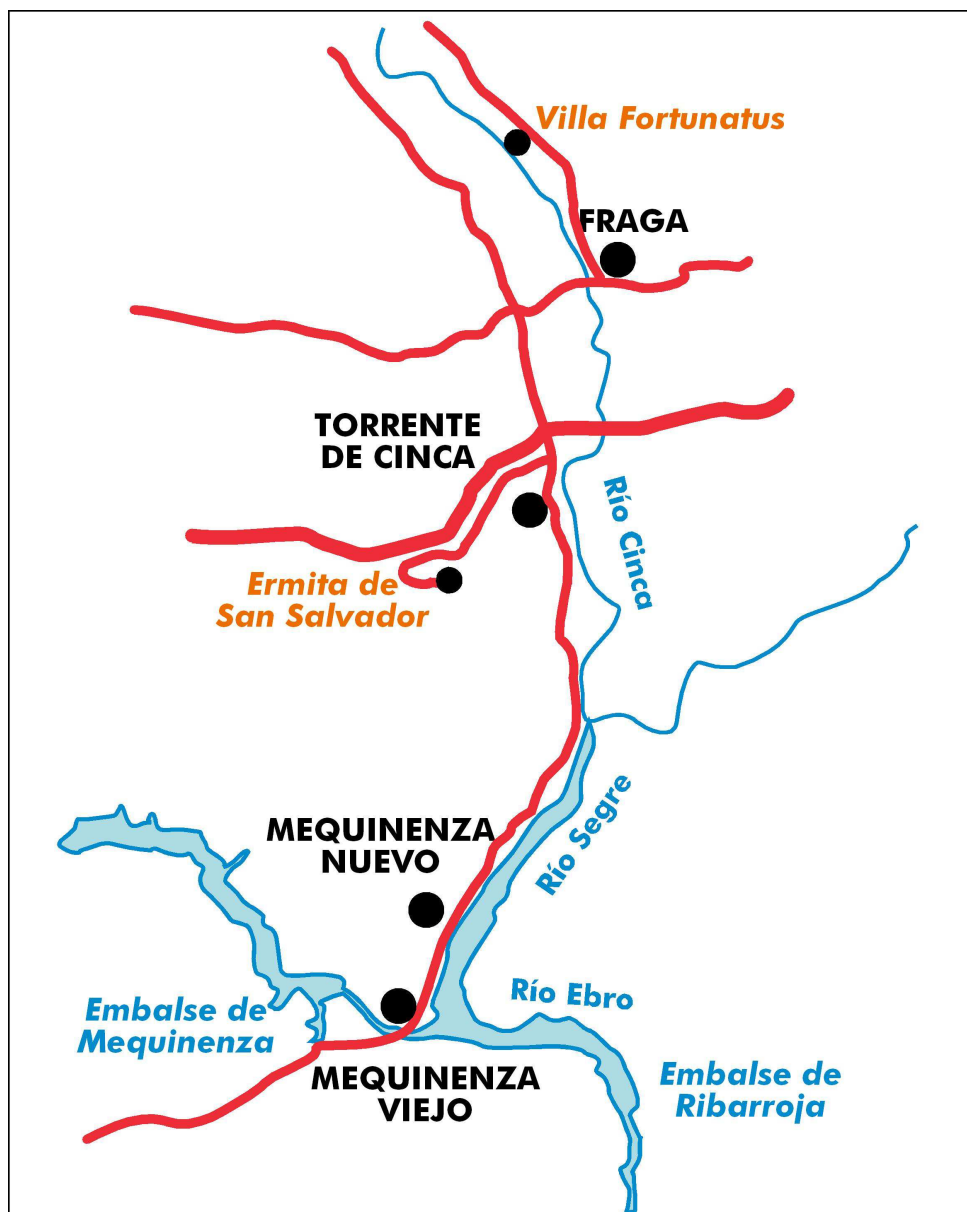 Villa Fortunatus
FRAGA
TORRENTE
DE CINCA
Río Cinca
Ermita de
San Salvador
Río Segre
MEQUINENZA
NUEVO
Río Ebro
Embalse de
Mequinenza
MEQUINENZA
VIEJO
Embalse de
Ribarroja